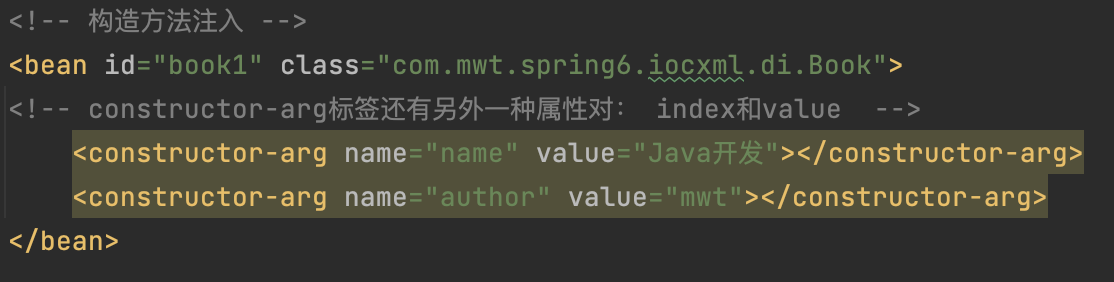 <!-- 构造方法注入 -->
<bean id="book1" class="com.mwt.spring6.iocxml.di.Book">
<!-- constructor-arg标签还有另外一种属性对： index和value  -->
    <constructor-arg name="name" value="Java开发"></constructor-arg>
    <constructor-arg name="author" value="mwt"></constructor-arg>
</bean>